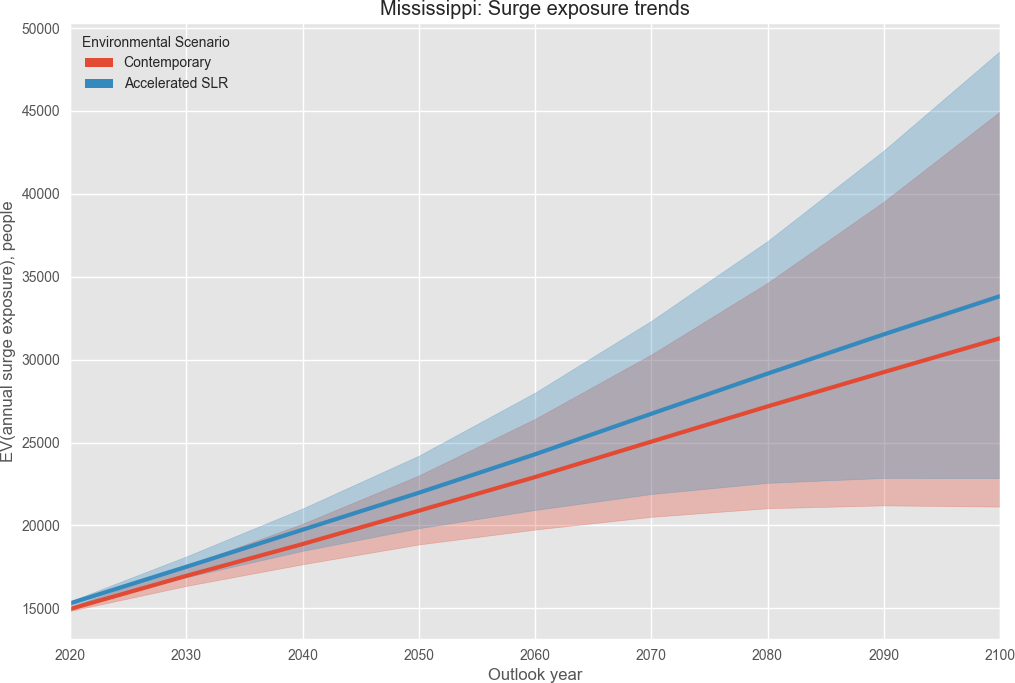 Mississippi: Surge exposure trends
Environmental Scenario
Contemporary
Accelerated SLR
EV(annual surge exposure), people
50000
45000
40000
35000
30000
25000
20000
15000
2020 2030 2040 2050 2060 2070 2080 2090 2100
Outlook year